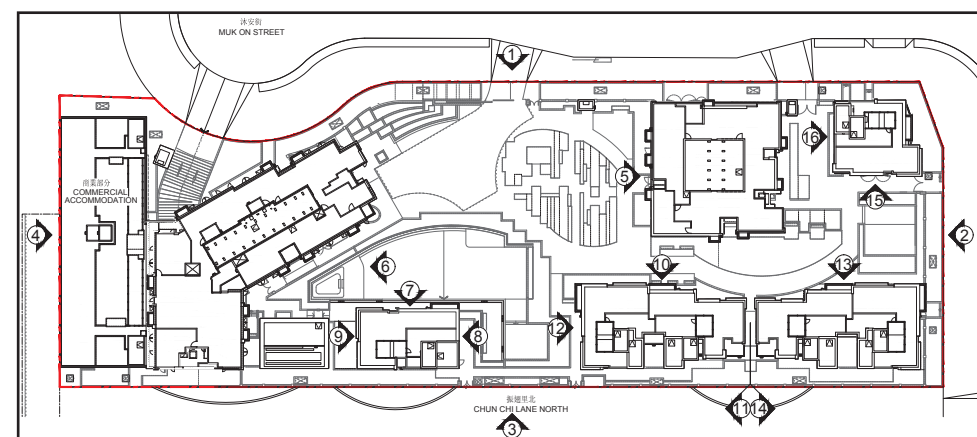 沐安街
MUK ON STREET
1
16
商業部分
COMMERCIAL
ACCOMMODATION
5
15
4
2
6
10
13
7
9
8
12
振翅里北
CHUN CHI LANE NORTH
11
14
3